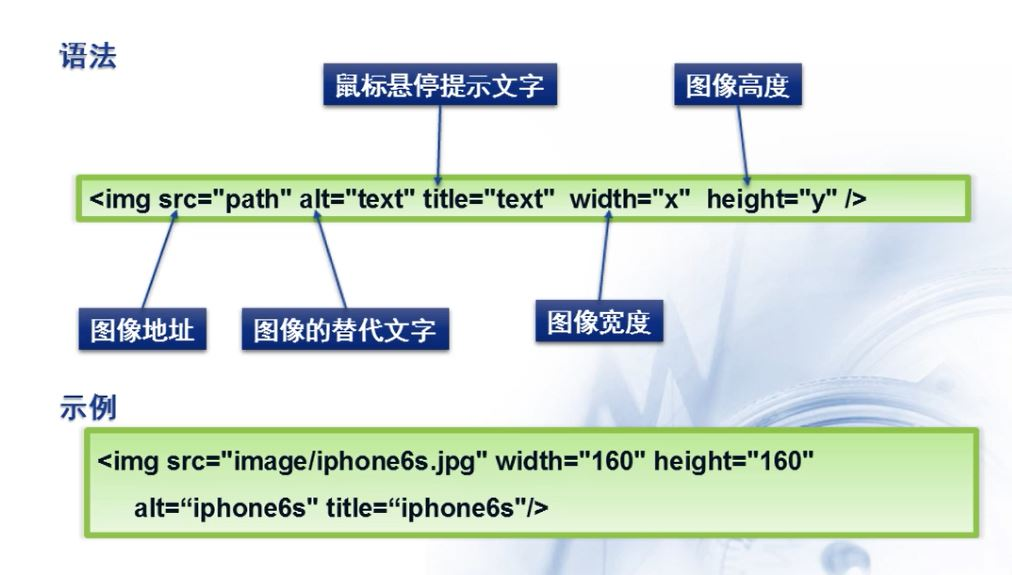 语法
鼠标悬停提示文字
图像高度
<img src="path" alt="text" title="text"  width="x"  height="y" />
图像地址
图像的替代文字
图像宽度
示例
<img src="image/iphone6s.jpg" width="160" height="160"
alt=“iphone6s" title=“iphone6s"/>